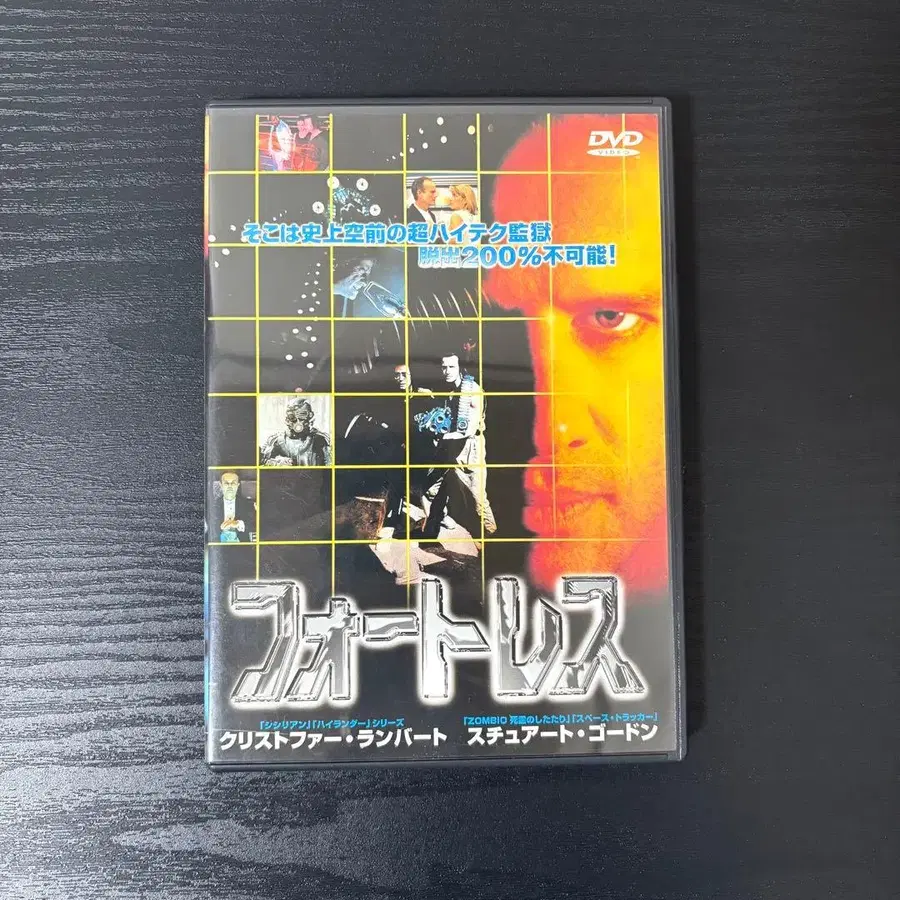 DVD
VIDEO
そこは史上空前の超ハイテク監獄
脱出200%不可能!
フォートレス
「シシリアン」「ハイランダー」シリーズ
クリストファー・ランバート
「ZOMBIO 死霊のしたたり」「スペース・トラッカー」
スチュアート・ゴードン